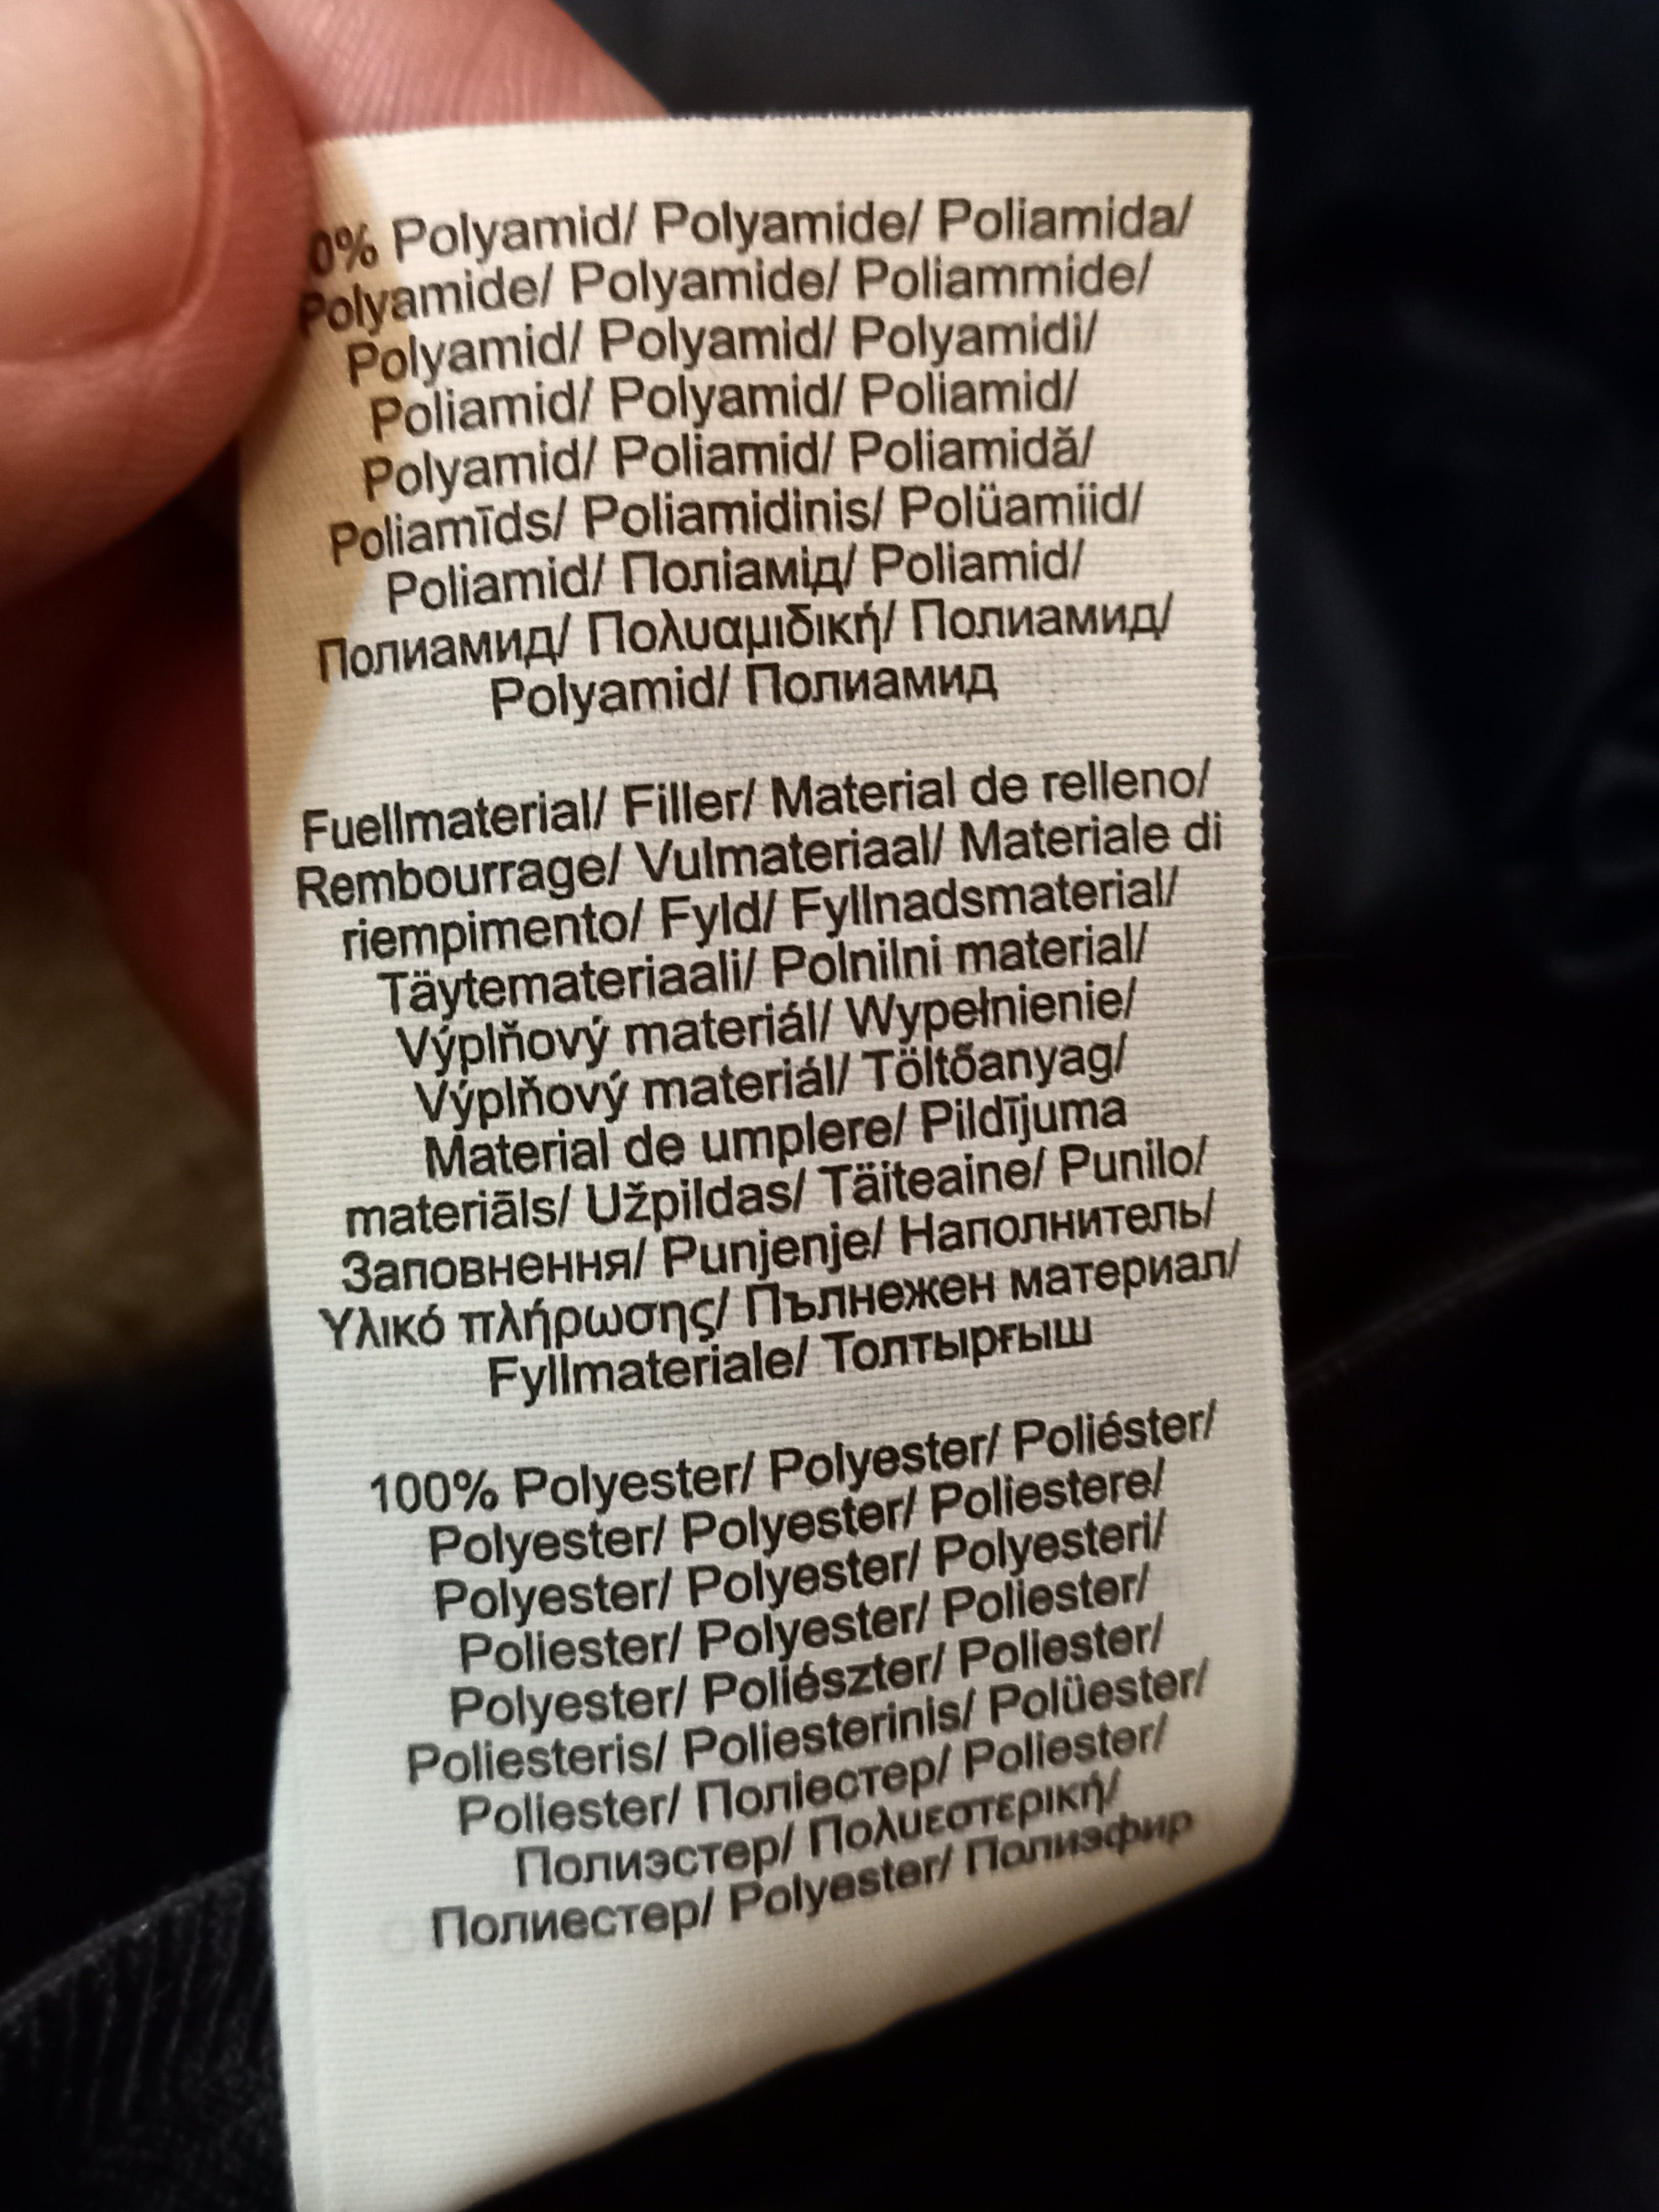 0% Polyamid/ Polyamide/ Poliamida/
Polyamide/ Polyamide/ Poliammide/
Polyamid/ Polyamid/ Polyamidi/
Poliamid/ Polyamid/ Poliamid/
Polyamid/ Poliamid/ Poliamidă/
Poliamīds/ Poliamidinis/ Polüamiid/
Poliamid/ Поліамід/ Poliamid/
Полиамид/ Πολυαμιδική/ Полиамид/
Polyamid/ Полиамид
Fuellmaterial/ Filler/ Material de relleno/
Rembourrage/ Vulmateriaal/ Materiale di
riempimento/ Fyld/ Fyllnadsmaterial/
Täytemateriaali/ Polnilni material/
Výplňový materiál/ Wypełnienie/
Výplňový materiál/ Töltőanyag/
Material de umplere/ Pildījuma
materiāls/ Užpildas/ Täiteaine/ Punilo/
Заповнення/ Punjenje/ Наполнитель/
Υλικό πλήρωσης/ Пълнежен материал/
Fyllmateriale/ Толтырғыш
100% Polyester/ Polyester/ Poliéster/
Polyester/ Polyester/ Poliestere/
Polyester/ Polyester/ Polyesteri/
Poliester/ Polyester/ Poliester/
Polyester/ Poliészter/ Poliester/
Poliesteris/ Poliesterinis/ Polüester/
Poliester/ Поліестер/ Poliester/
Полиэстер/ Πολυεστερική/
Полиестер/ Polyester/ Полиэфир